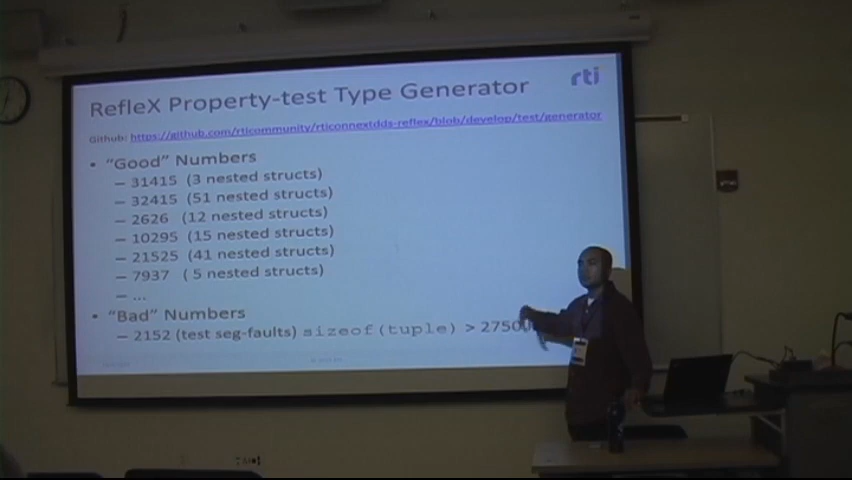 RefleX Property-test Type Generator
rti
Github: https://github.com/rticommunity/rticonnextdds-reflex/blob/develop/test/generator
• "Good" Numbers
– 31415 (3 nested structs)
– 32415 (51 nested structs)
– 2626 (12 nested structs)
– 10295 (15 nested structs)
– 21525 (41 nested structs)
– 7937 ( 5 nested structs)
– ...
• "Bad" Numbers
– 2152 (test seg-faults) sizeof(tuple) >